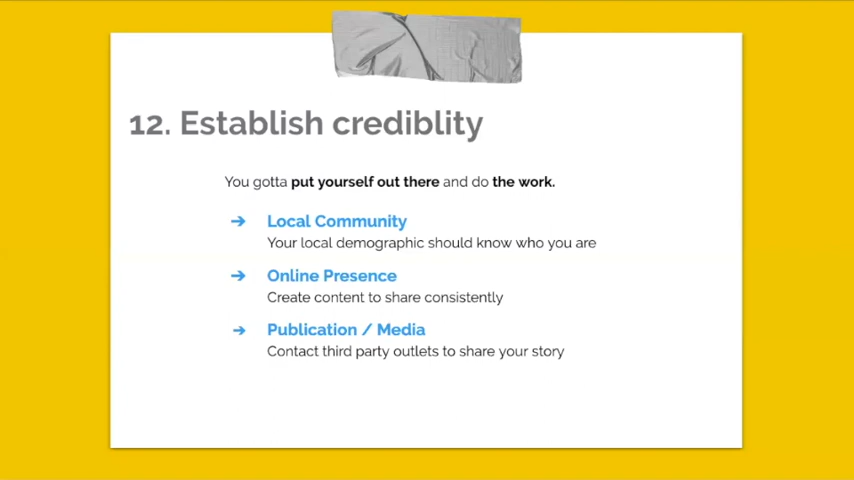 12. Establish crediblity
You gotta put yourself out there and do the work.
➔ Local Community
Your local demographic should know who you are
➔ Online Presence
Create content to share consistently
➔ Publication / Media
Contact third party outlets to share your story